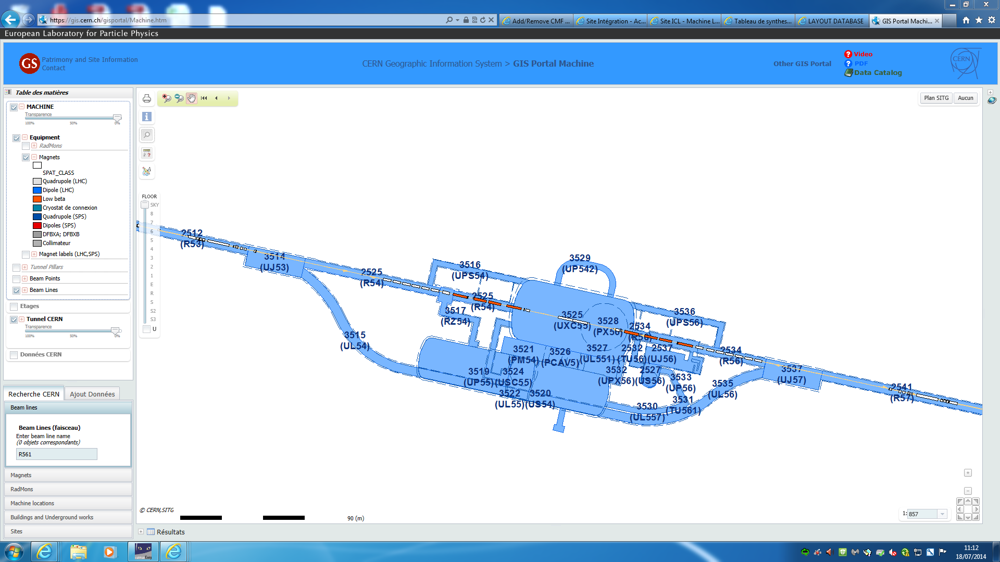 https://gis.cern.ch/gisportal/Machine.htm
Add/Remove CMF ...
Site Intégration - Ac...
Site ICL - Machine L...
Tableau de synthes...
LAYOUT DATABASE
GIS Portal Machi...
European Laboratory for Particle Physics
GS
Patrimony and Site Information
Contact
CERN Geographic Information System > GIS Portal Machine
Other GIS Portal
Video
PDF
Data Catalog
CERN
Table des matières
MACHINE
Transparence
100% 50% 0%
Equipment
RadMons
Magnets
SPAT_CLASS
Quadrupole (LHC)
Dipole (LHC)
Low beta
Cryostat de connexion
Quadrupole (SPS)
Dipoles (SPS)
DFBXA; DFBXB
Collimateur
Magnet labels (LHC,SPS)
Tunnel Pillars
Beam Points
Beam Lines
Etages
Tunnel CERN
Transparence
100% 50% 0%
Données CERN
Recherche CERN
Ajout Données
Beam lines
Beam Lines (faisceau)
Enter beam line name
(0 objets correspondants)
R561
Magnets
RadMons
Machine locations
Buildings and Underground works
Sites
Plan SITG
Aucun
FLOOR
SKY
8
7
6
5
4
3
2
1
E
R
S
S2
S3
U
2512
(R53)
3514
(UJ53)
2525
(R54)
3516
(UPS54)
3529
(UP542)
2525
(R54)
3517
(RZ54)
3515
(UL54)
3525
(UXC55)
3528
(PX56)
2534
(R56)
3536
(UPS56)
3521
(PM54)
3526
(PCAV5)
3527
(UL551)
2532
(TU56)
2537
(UJ56)
2534
(R56)
3519
(UP55)
3524
(USC55)
3532
(UPX56)
2527
(US56)
3533
(UP56)
3537
(UJ57)
3522
(UL55)
3520
(US54)
3535
(UL56)
2541
(R57)
3530
(UL557)
3531
(TU561)
© CERN,SITG
90 (m)
1: 857
Résultats
11:12
18/07/2014